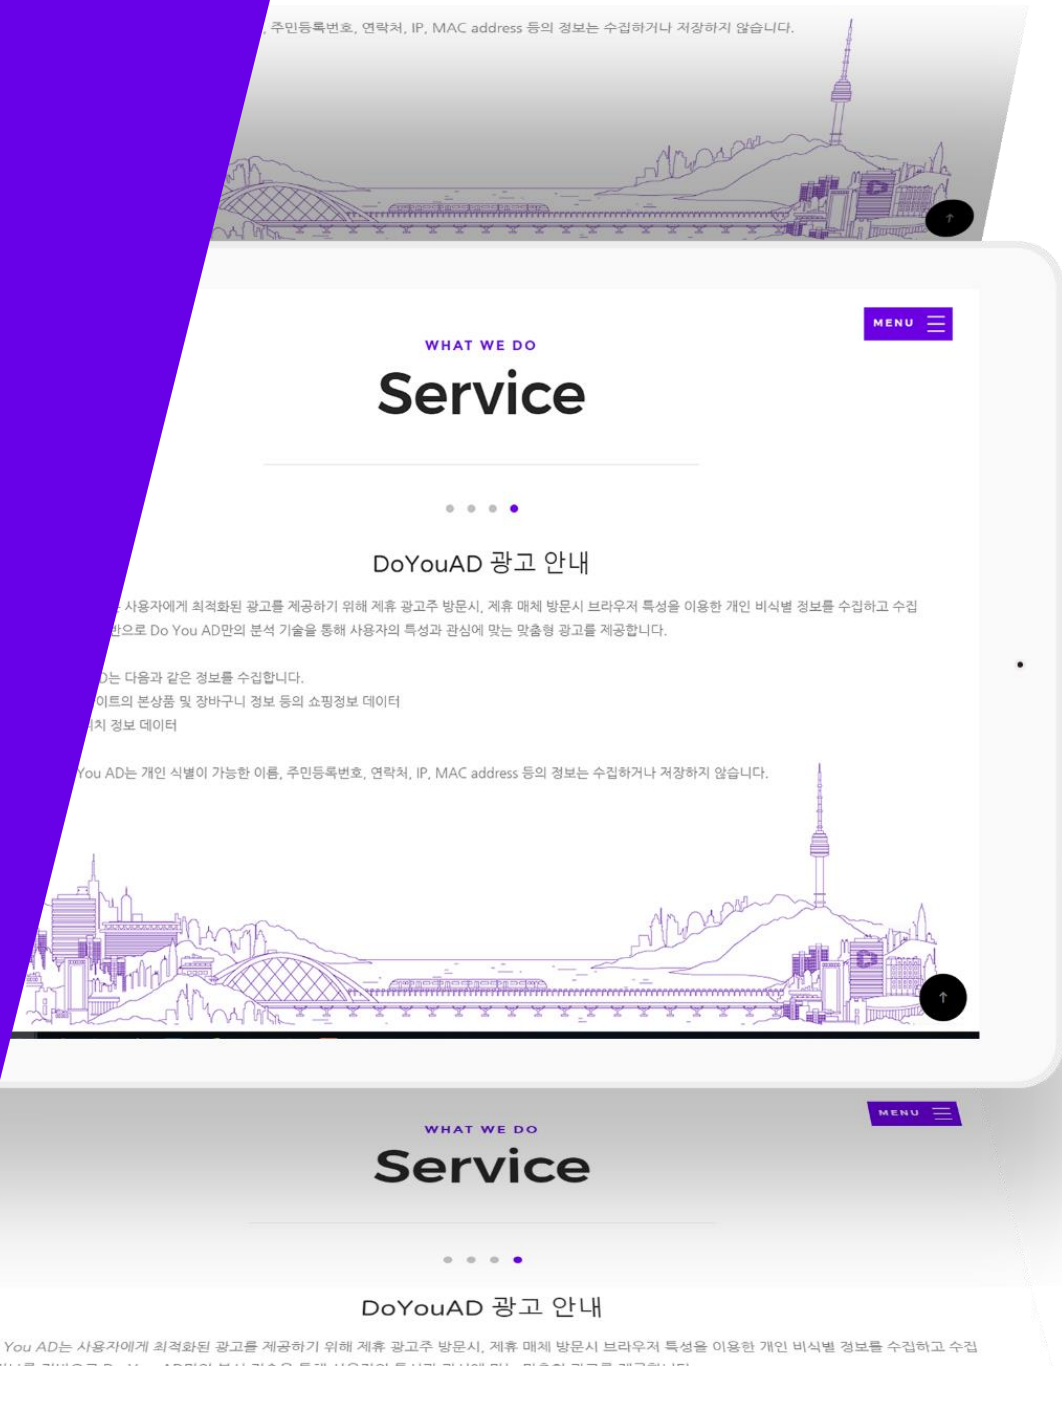 , 주민등록번호, 연락처, IP, MAC address 등의 정보는 수집하거나 저장하지 않습니다.
MENU
WHAT WE DO
Service
DoYouAD 광고 안내
사용자에게 최적화된 광고를 제공하기 위해 제휴 광고주 방문시, 제휴 매체 방문시 브라우저 특성을 이용한 개인 비식별 정보를 수집하고 수집
반으로 Do You AD만의 분석 기술을 통해 사용자의 특성과 관심에 맞는 맞춤형 광고를 제공합니다.
D는 다음과 같은 정보를 수집합니다.
이트의 본상품 및 장바구니 정보 등의 쇼핑정보 데이터
치 정보 데이터
You AD는 개인 식별이 가능한 이름, 주민등록번호, 연락처, IP, MAC address 등의 정보는 수집하거나 저장하지 않습니다.
MENU
WHAT WE DO
Service
DoYouAD 광고 안내
You AD는 사용자에게 최적화된 광고를 제공하기 위해 제휴 광고주 방문시, 제휴 매체 방문시 브라우저 특성을 이용한 개인 비식별 정보를 수집하고 수집